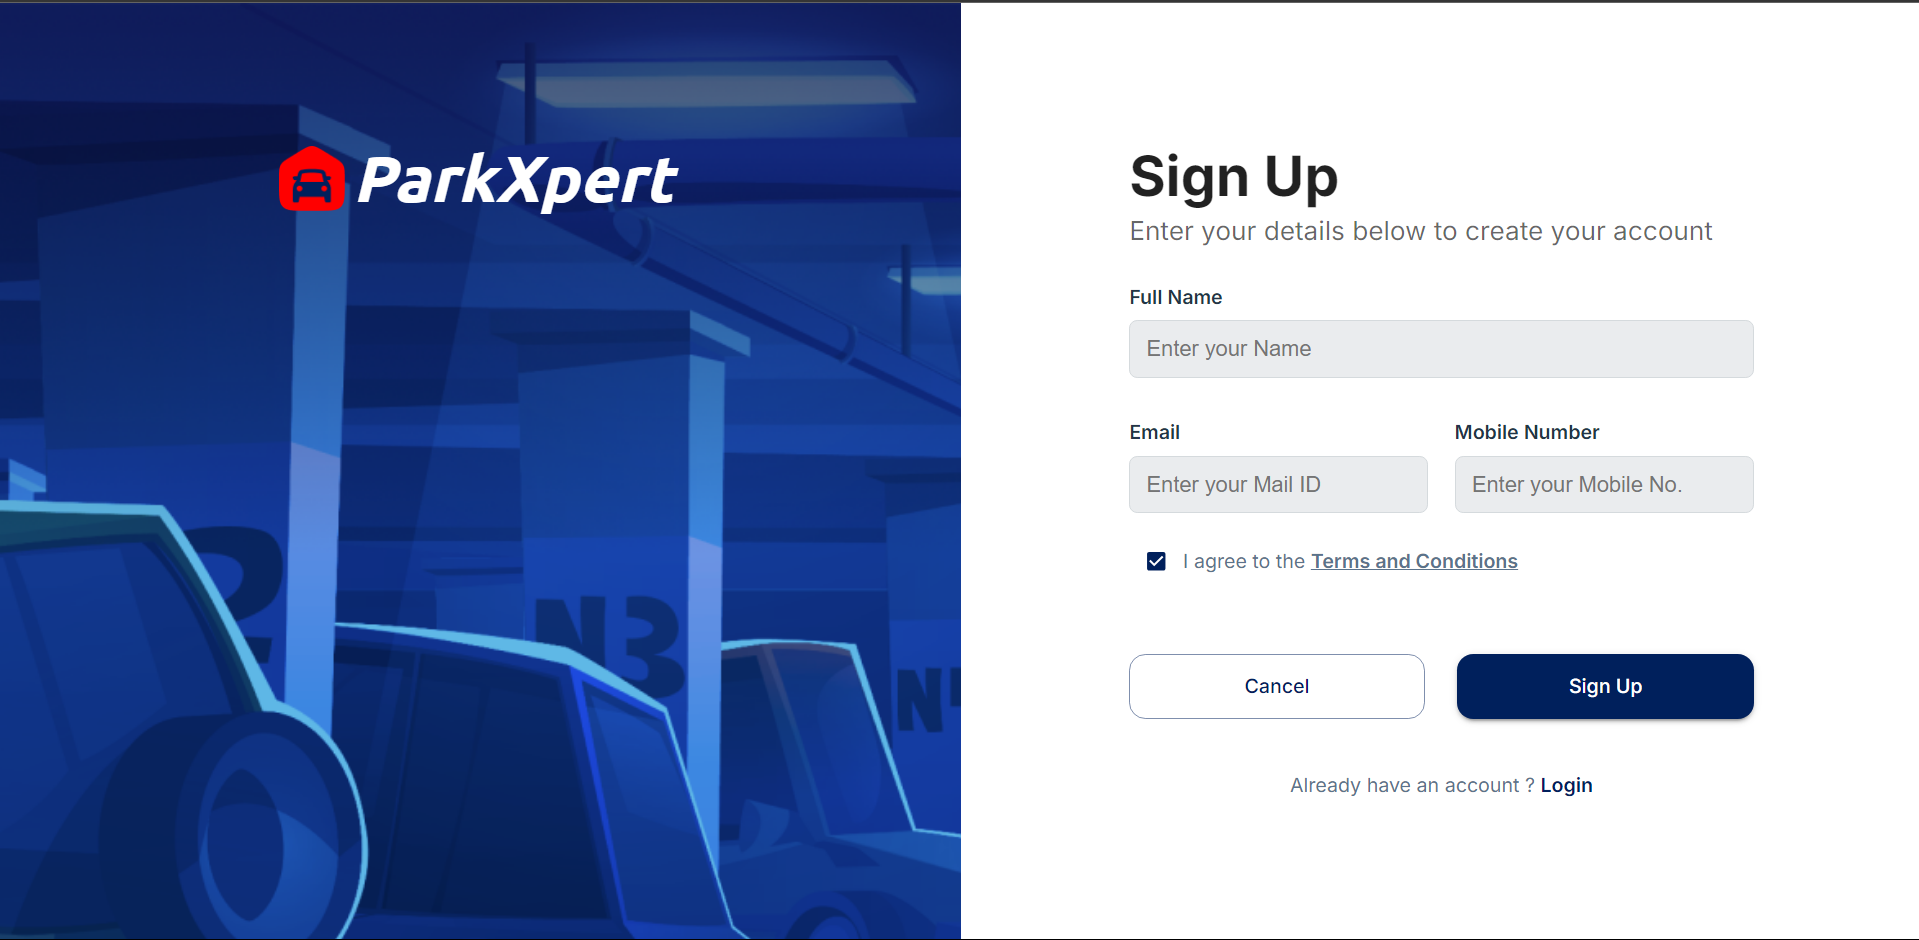 ParkXpert
2
N3
N
Sign Up
Enter your details below to create your account
Full Name
Enter your Name
Email
Mobile Number
Enter your Mail ID
Enter your Mobile No.
I agree to the Terms and Conditions
Cancel
Sign Up
Already have an account ? Login